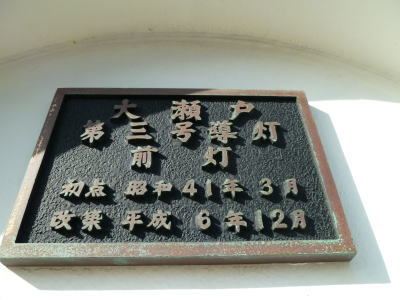 大瀬戸
第三号導灯
前灯
初点 昭和41年3月
改築 平成6年12月